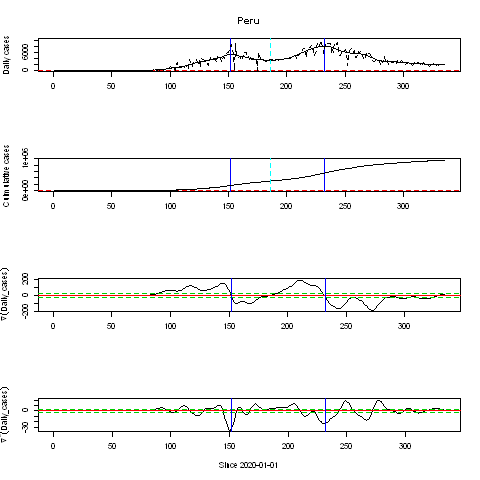 Peru
Daily cases
0 6000
0 50 100 150 200 250 300
Cumulative cases
0e+00 1e+06
0 50 100 150 200 250 300
∇(Daily_cases)
-200 0 200
0 50 100 150 200 250 300
-30 0
0 50 100 150 200 250 300
Since 2020-01-01